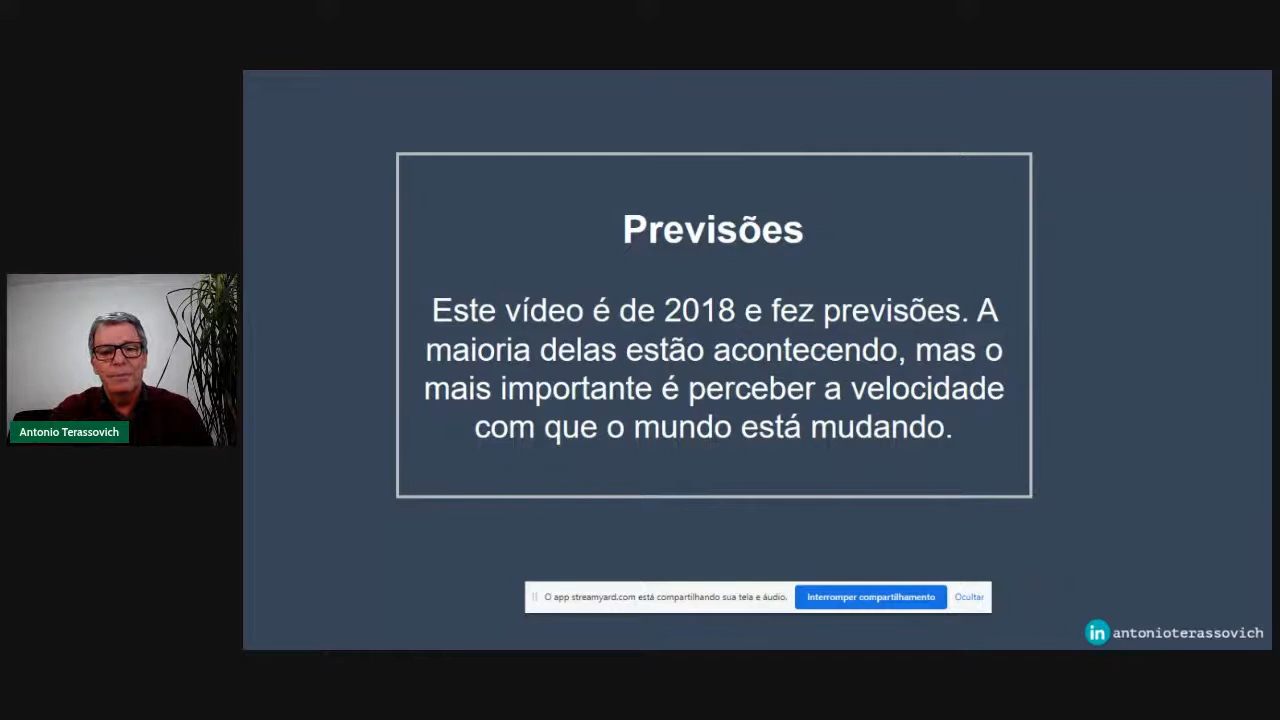 Previsões
Este vídeo é de 2018 e fez previsões. A
maioria delas estão acontecendo, mas o
mais importante é perceber a velocidade
com que o mundo está mudando.
Antonio Terassovich
O app streamyard.com está compartilhando sua tela e áudio. Interromper compartilhamento Ocultar
in antonioterassovich